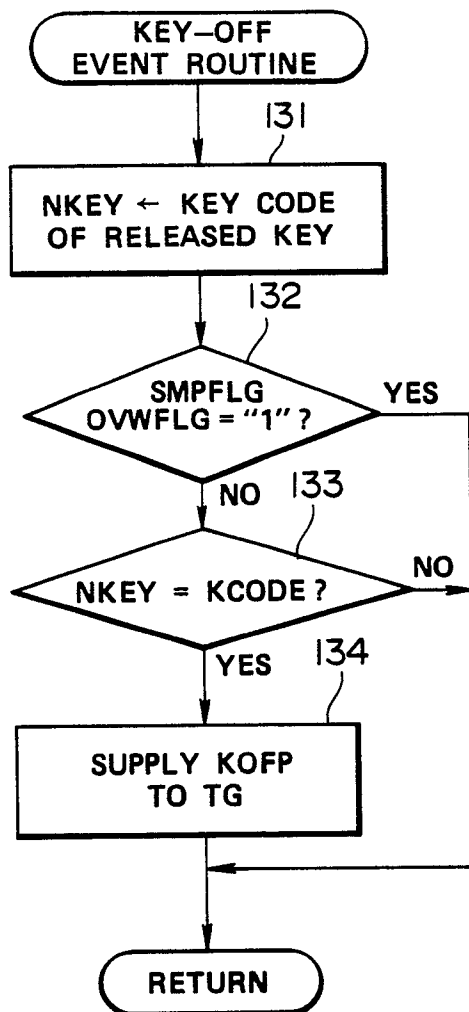 KEY–OFF
EVENT ROUTINE
131
NKEY ← KEY CODE
OF RELEASED KEY
132
SMPFLG
OVWFLG = "1" ?
YES
NO
133
NKEY = KCODE ?
NO
YES
134
SUPPLY KOFP
TO TG
RETURN